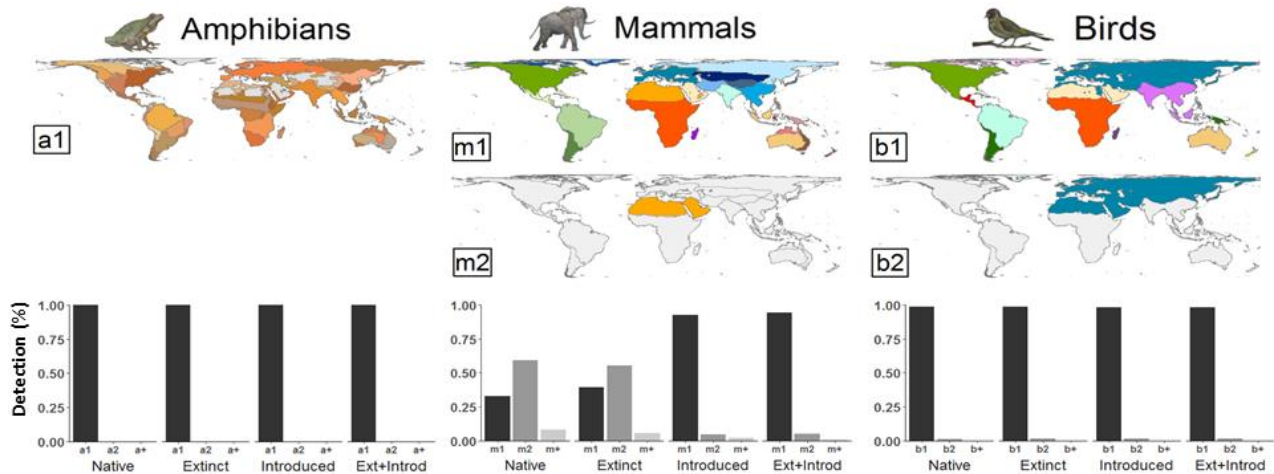 Amphibians Mammals Birds
a1 m1 b1
m2 b2
Detection (%)
1.00 1.00 1.00
0.75 0.75 0.75
0.50 0.50 0.50
0.25 0.25 0.25
0.00 0.00 0.00
a1 a2 a+ a1 a2 a+ a1 a2 a+ a1 a2 a+ m1 m2 m+ m1 m2 m+ m1 m2 m+ m1 m2 m+ b1 b2 b+ b1 b2 b+ b1 b2 b+ b1 b2 b+
Native Extinct Introduced Ext+Introd Native Extinct Introduced Ext+Introd Native Extinct Introduced Ext+Introd